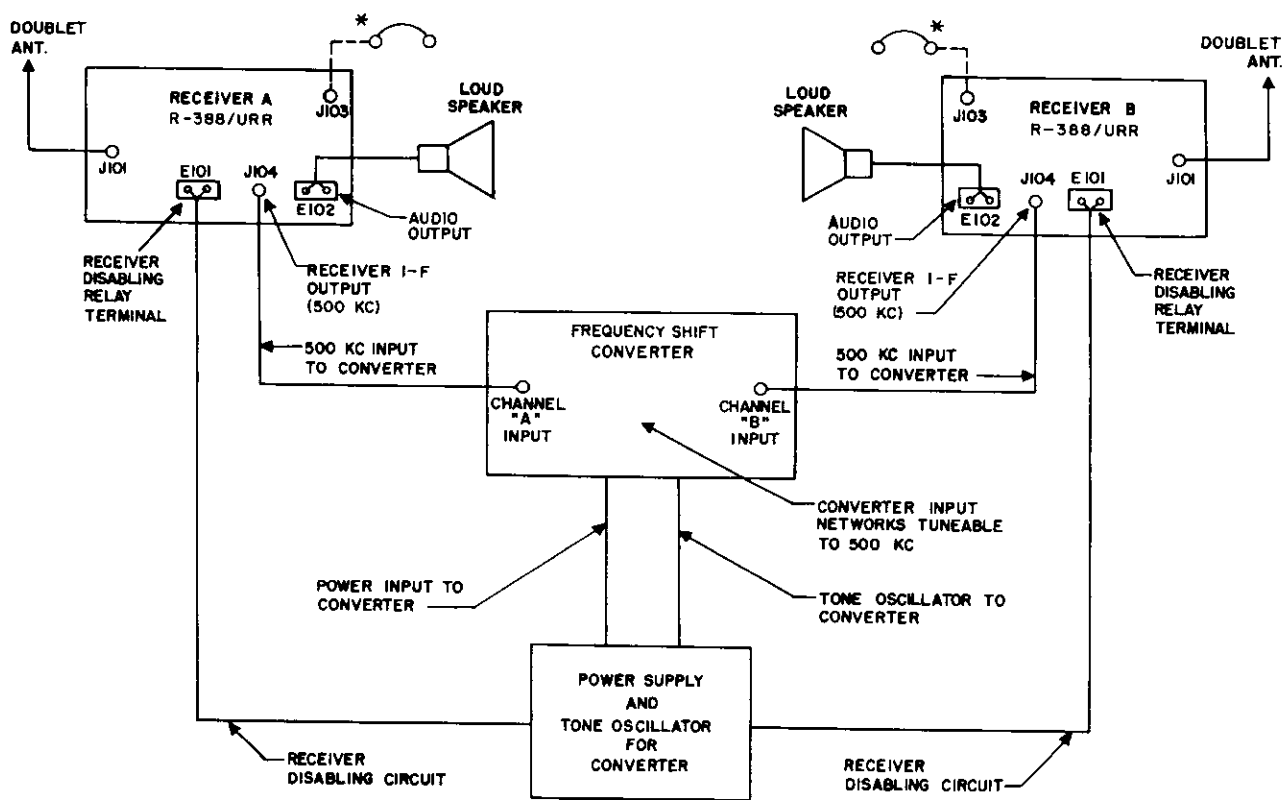 DOUBLET
ANT.
*
RECEIVER A
R-388/URR
J103
J101
E101
J104
E102
LOUD
SPEAKER
AUDIO
OUTPUT
RECEIVER
DISABLING
RELAY
TERMINAL
RECEIVER I-F
OUTPUT
(500 KC)
500 KC INPUT
TO CONVERTER
*
DOUBLET
ANT.
LOUD
SPEAKER
J103
RECEIVER B
R-388/URR
J101
E102
J104
E101
AUDIO
OUTPUT
RECEIVER I-F
OUTPUT
(500 KC)
RECEIVER
DISABLING
RELAY
TERMINAL
500 KC INPUT
TO CONVERTER
FREQUENCY SHIFT
CONVERTER
CHANNEL
"A"
INPUT
CHANNEL
"B"
INPUT
CONVERTER INPUT
NETWORKS TUNEABLE
TO 500 KC
POWER INPUT TO
CONVERTER
TONE OSCILLATOR TO
CONVERTER
POWER SUPPLY
AND
TONE OSCILLATOR
FOR
CONVERTER
RECEIVER
DISABLING CIRCUIT
RECEIVER
DISABLING CIRCUIT